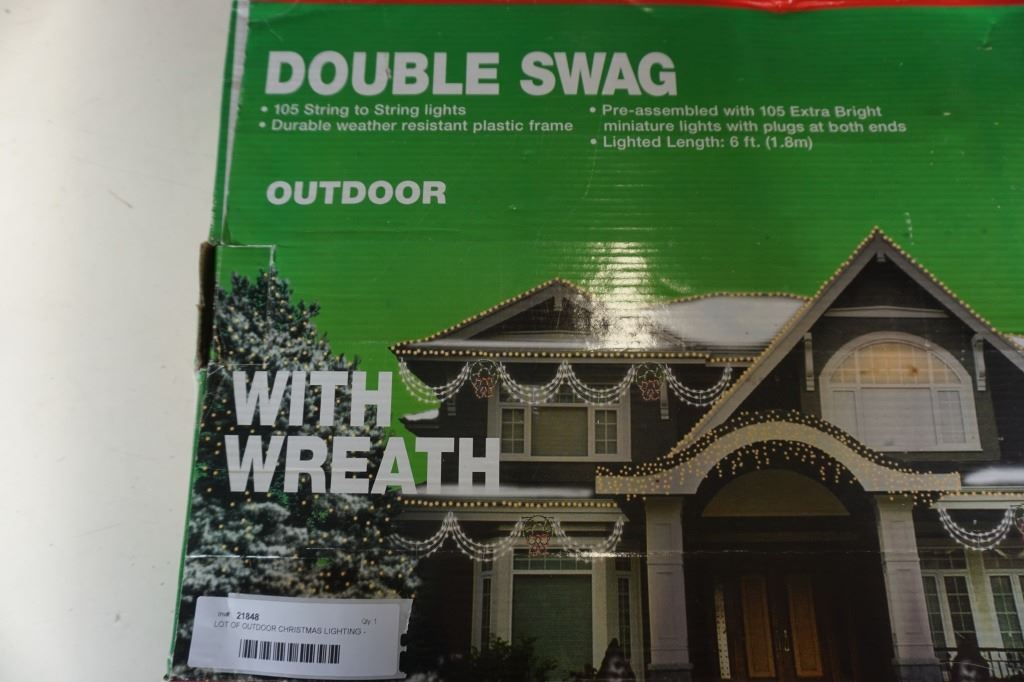 DOUBLE SWAG
• 105 String to String lights
• Durable weather resistant plastic frame
• Pre-assembled with 105 Extra Bright
miniature lights with plugs at both ends
• Lighted Length: 6 ft. (1.8m)
OUTDOOR
WITH
WREATH
21848 Qty 1
LOT OF OUTDOOR CHRISTMAS LIGHTING -